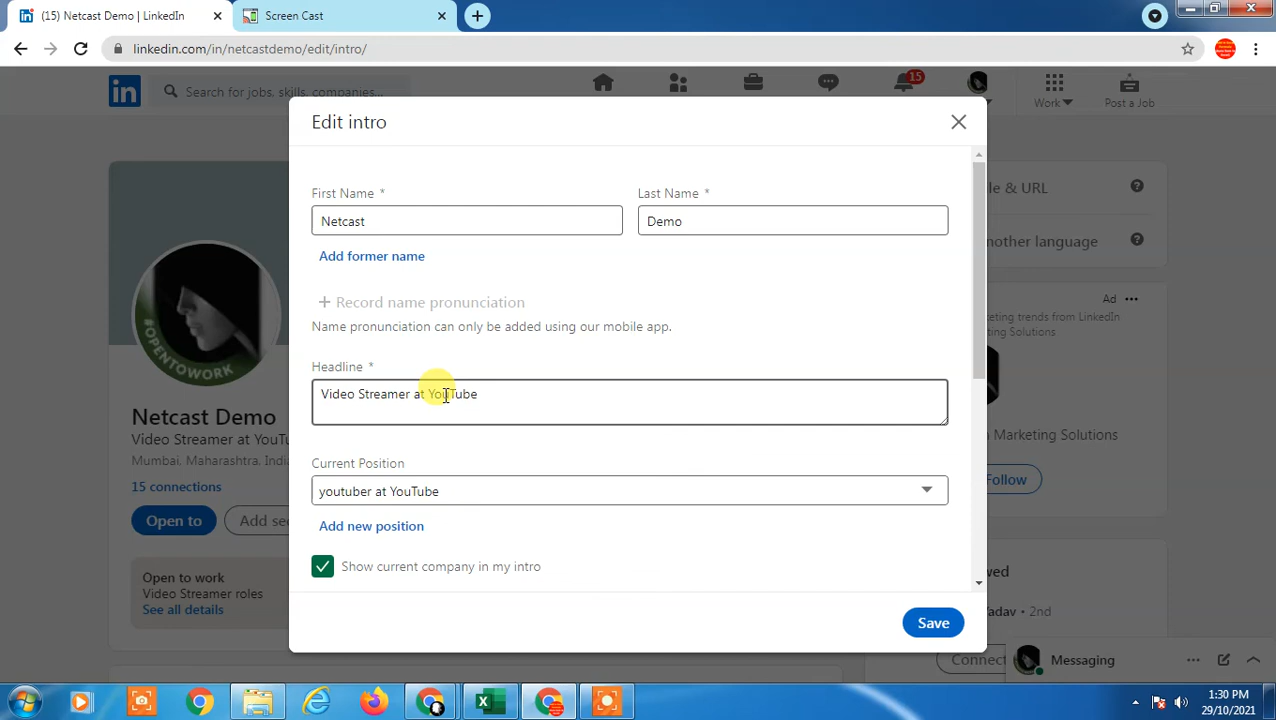 (15) Netcast Demo | LinkedIn
Screen Cast
linkedin.com/in/netcastdemo/edit/intro/
in
Search for jobs, skills, companies...
15
Work
Post a Job
Edit intro
First Name *
Last Name *
Netcast
Demo
Add former name
Record name pronunciation
Name pronunciation can only be added using our mobile app.
Headline *
Video Streamer at YouTube
Current Position
youtuber at YouTube
Add new position
Show current company in my intro
Save
#OPENTOWORK
Netcast Demo
Video Streamer at YouTu
Mumbai, Maharashtra, Indi
15 connections
Open to
Add se
Open to work
Video Streamer roles
See all details
le & URL
nother language
Ad
keting trends from LinkedIn
ting Solutions
Marketing Solutions
Follow
wed
Yadav • 2nd
Connect
Messaging
1:30 PM
29/10/2021